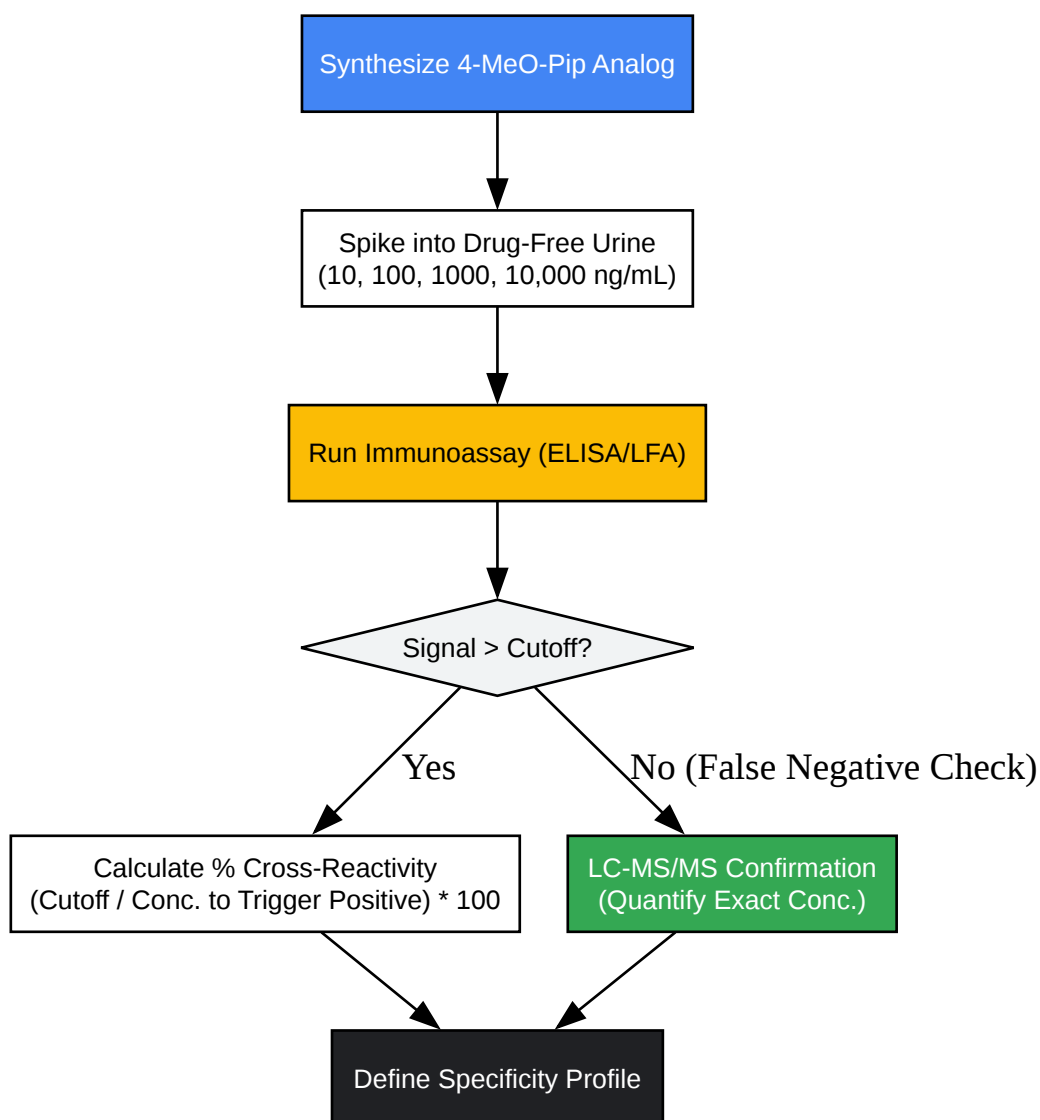 Synthesize 4-MeO-Pip Analog
Spike into Drug-Free Urine
(10, 100, 1000, 10,000 ng/mL)
Run Immunoassay (ELISA/LFA)
Signal > Cutoff?
Yes
No (False Negative Check)
Calculate % Cross-Reactivity
(Cutoff / Conc. to Trigger Positive) * 100
LC-MS/MS Confirmation
(Quantify Exact Conc.)
Define Specificity Profile